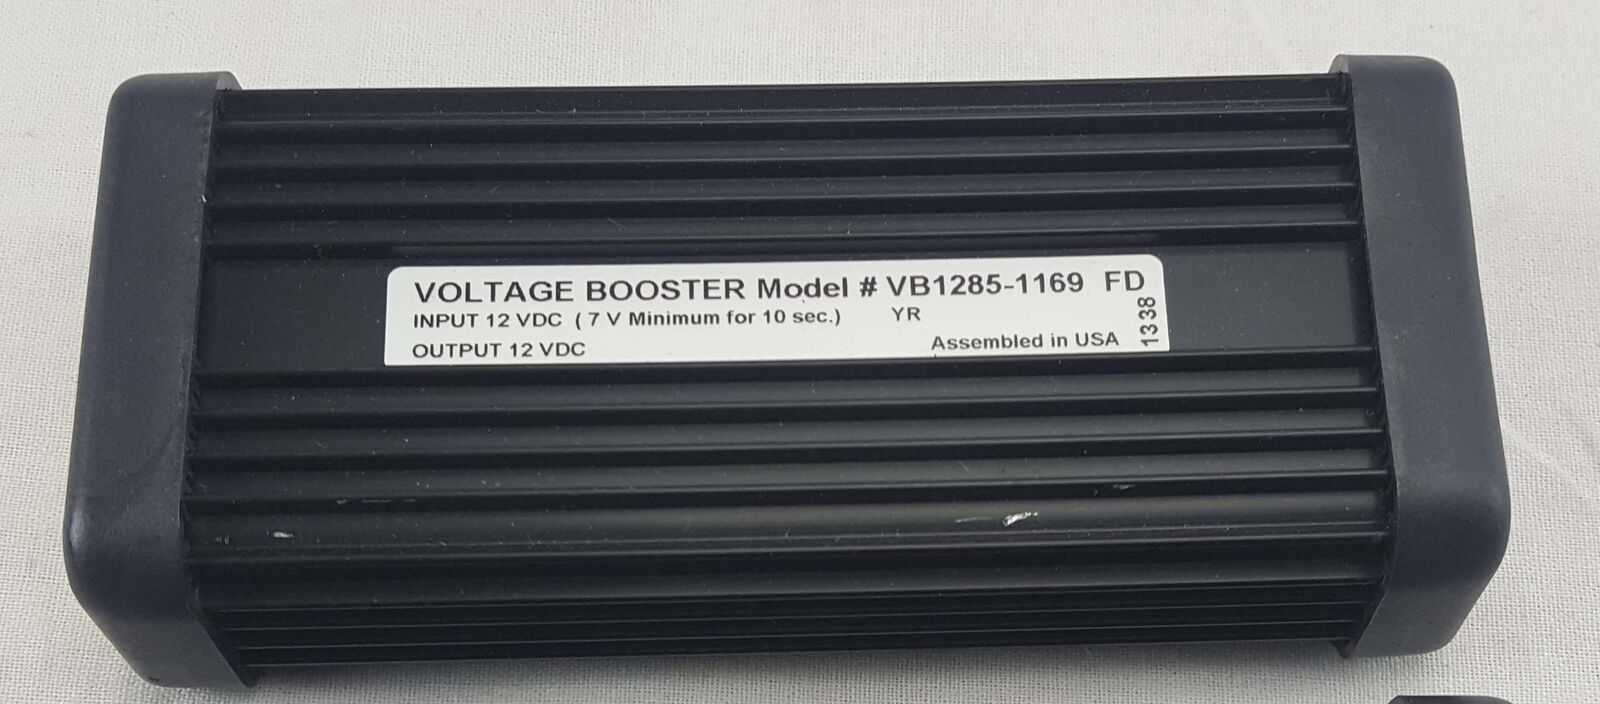 VOLTAGE BOOSTER Model # VB1285-1169 FD
INPUT 12 VDC ( 7 V Minimum for 10 sec.) YR
OUTPUT 12 VDC Assembled in USA
1338